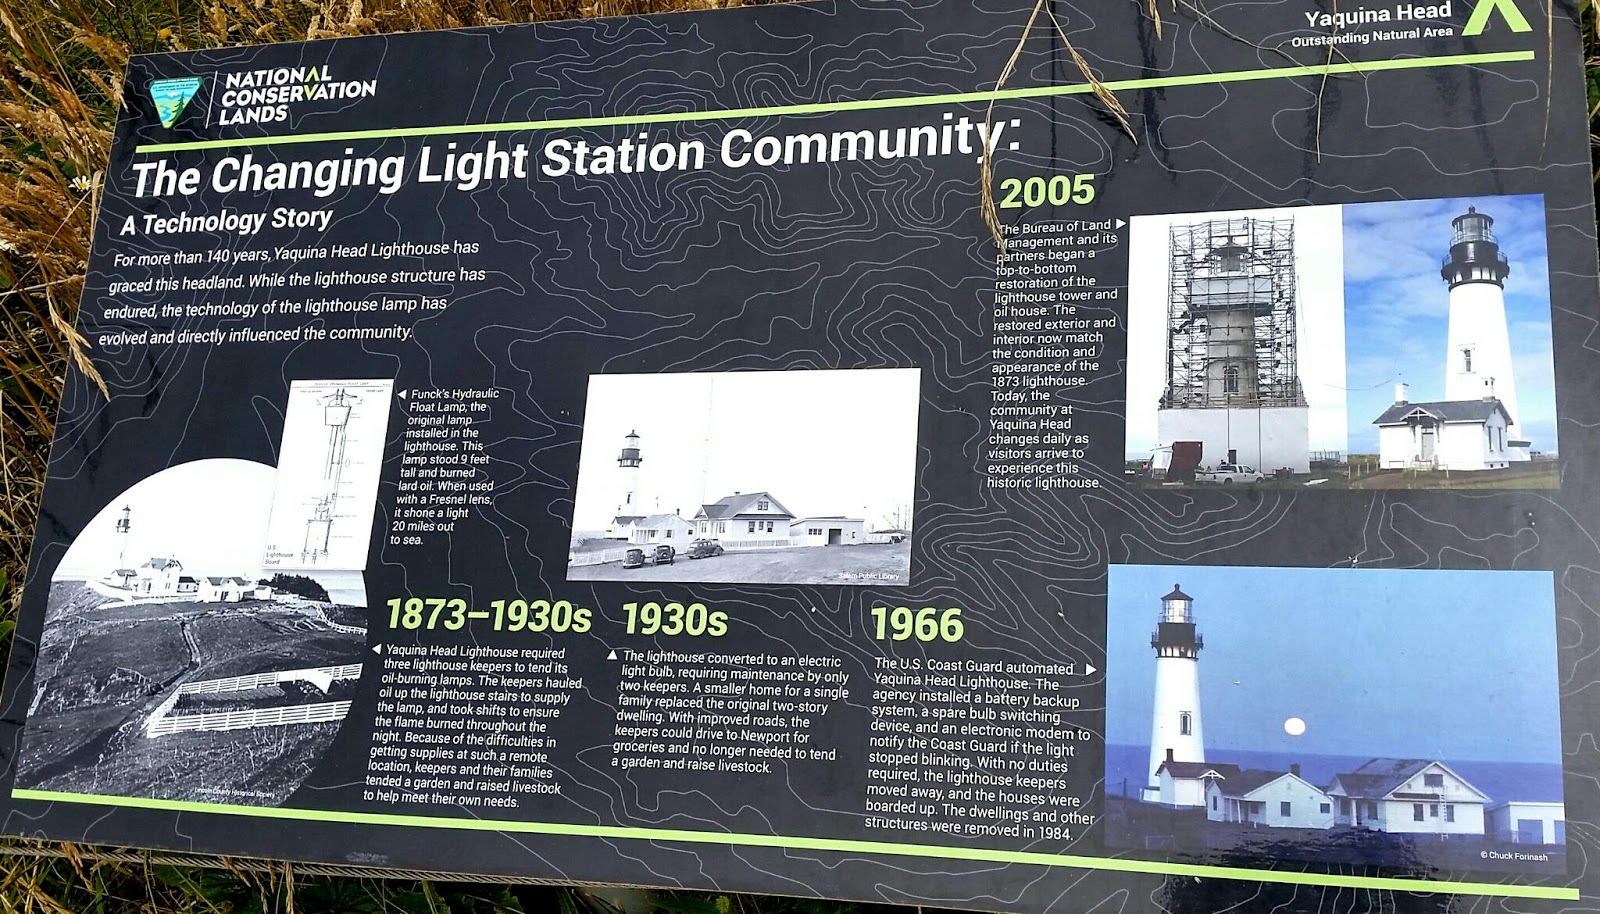 Yaquina Head
Outstanding Natural Area
NATIONAL
CONSERVATION
LANDS
The Changing Light Station Community:
A Technology Story
For more than 140 years, Yaquina Head Lighthouse has
graced this headland. While the lighthouse structure has
endured, the technology of the lighthouse lamp has
evolved and directly influenced the community.
Funck's Hydraulic
Float Lamp, the
original lamp
installed in the
lighthouse. This
lamp stood 9 feet
tall and burned
lard oil. When used
with a Fresnel lens,
it shone a light
20 miles out
to sea.
U.S.
Lighthouse
Board
Lincoln County Historical Society
1873–1930s
Yaquina Head Lighthouse required
three lighthouse keepers to tend its
oil-burning lamps. The keepers hauled
oil up the lighthouse stairs to supply
the lamp, and took shifts to ensure
the flame burned throughout the
night. Because of the difficulties in
getting supplies at such a remote
location, keepers and their families
tended a garden and raised livestock
to help meet their own needs.
Salem Public Library
1930s
The lighthouse converted to an electric
light bulb, requiring maintenance by only
two keepers. A smaller home for a single
family replaced the original two-story
dwelling. With improved roads, the
keepers could drive to Newport for
groceries and no longer needed to tend
a garden and raise livestock.
1966
The U.S. Coast Guard automated
Yaquina Head Lighthouse. The
agency installed a battery backup
system, a spare bulb switching
device, and an electronic modem to
notify the Coast Guard if the light
stopped blinking. With no duties
required, the lighthouse keepers
moved away, and the houses were
boarded up. The dwellings and other
structures were removed in 1984.
© Chuck Forinash
2005
The Bureau of Land
Management and its
partners began a
top-to-bottom
restoration of the
lighthouse tower and
oil house. The
restored exterior and
interior now match
the condition and
appearance of the
1873 lighthouse.
Today, the
community at
Yaquina Head
changes daily as
visitors arrive to
experience this
historic lighthouse.